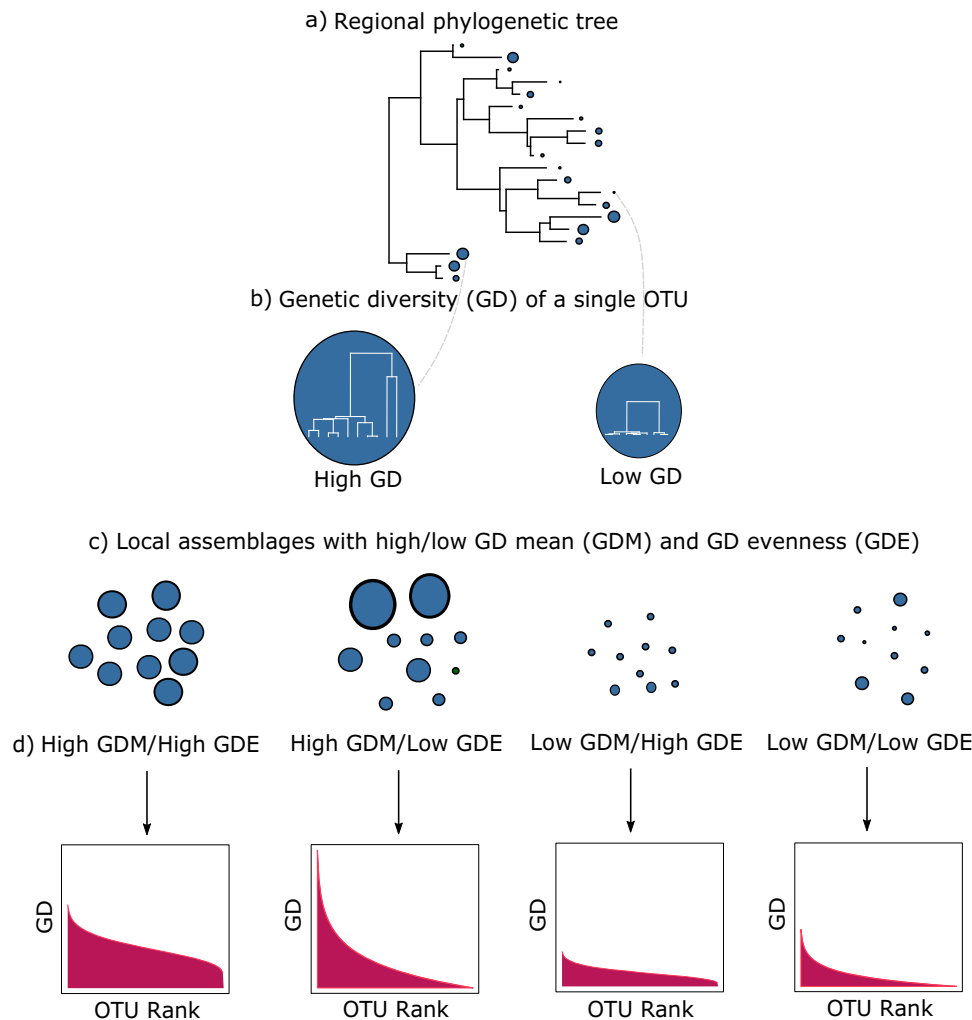 a) Regional phylogenetic tree
b) Genetic diversity (GD) of a single OTU
High GD
Low GD
c) Local assemblages with high/low GD mean (GDM) and GD evenness (GDE)
d) High GDM/High GDE
High GDM/Low GDE
Low GDM/High GDE
Low GDM/Low GDE
GD
OTU Rank
GD
OTU Rank
GD
OTU Rank
GD
OTU Rank